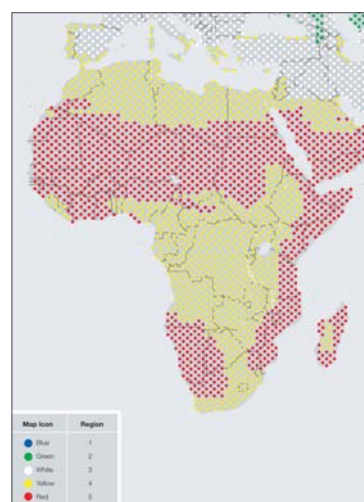 Map Icon Region
Blue 1
Green 2
White 3
Yellow 4
Red 5